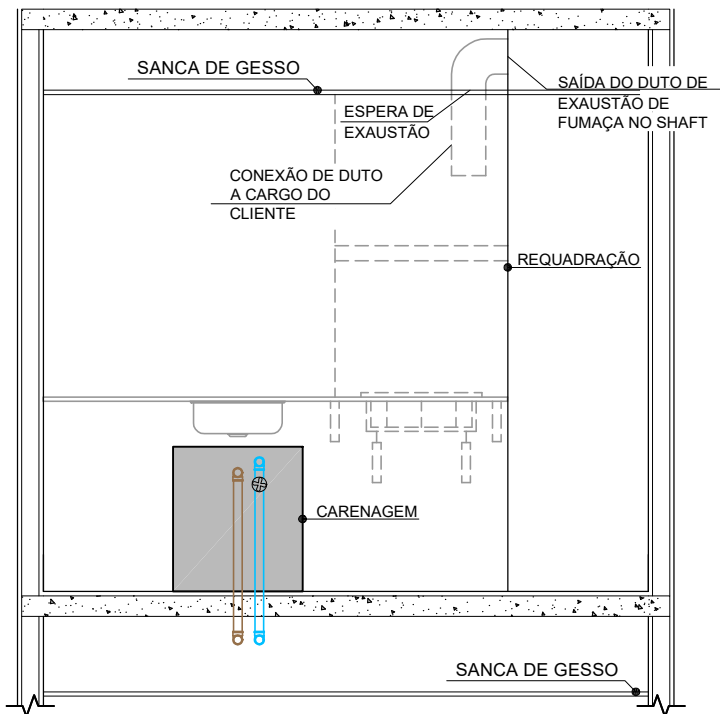 SANCA DE GESSO
SAÍDA DO DUTO DE
EXAUSTÃO DE
FUMAÇA NO SHAFT
ESPERA DE
EXAUSTÃO
CONEXÃO DE DUTO
A CARGO DO
CLIENTE
REQUADRAÇÃO
CARENAGEM
SANCA DE GESSO